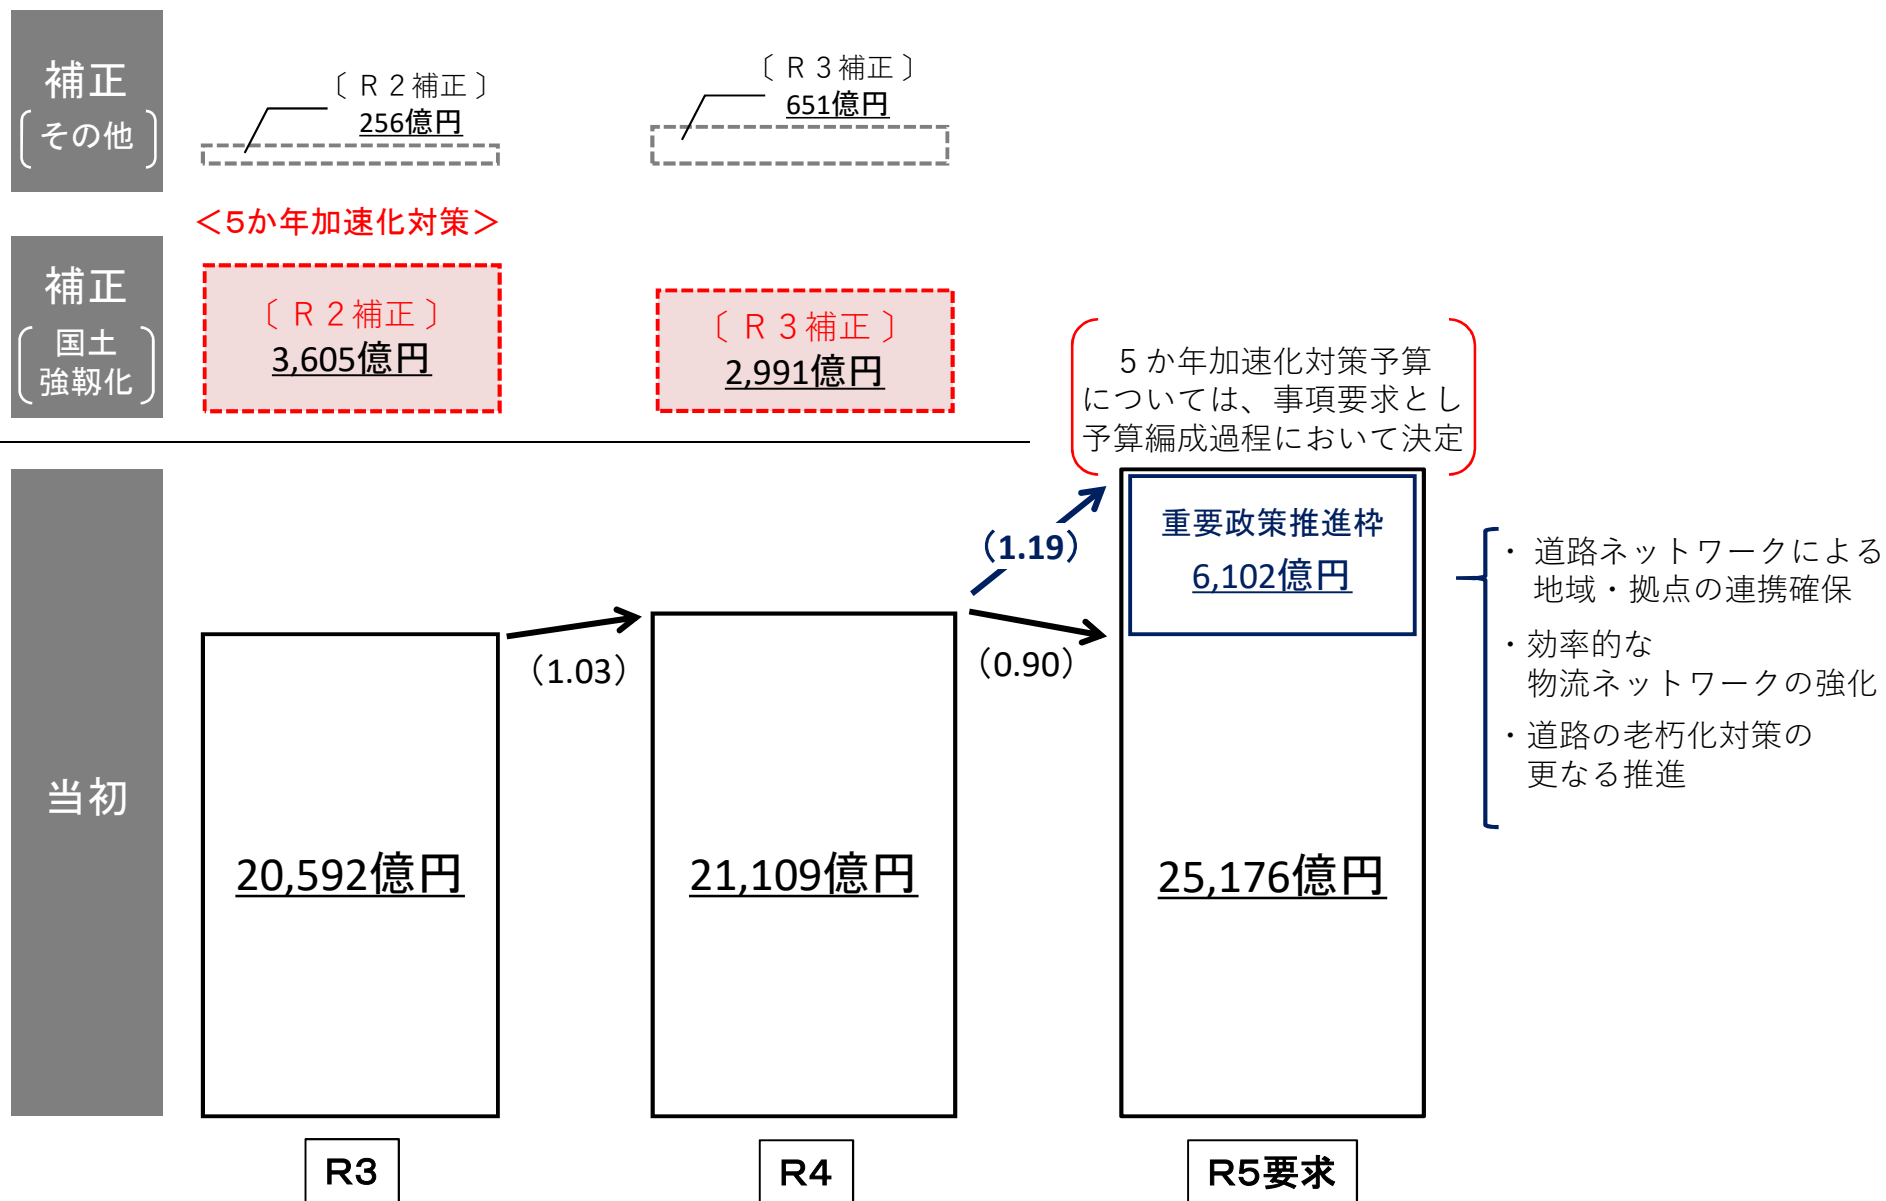 補正
その他
〔 R 2 補正 〕
256億円
〔 R 3 補正 〕
651億円
＜5か年加速化対策＞
補正
国土
強靱化
〔 R 2 補正 〕
3,605億円
〔 R 3 補正 〕
2,991億円
5 か年加速化対策予算
については、事項要求とし
予算編成過程において決定
当初
20,592億円
（1.03）
21,109億円
（1.19）
（0.90）
重要政策推進枠
6,102億円
25,176億円
・ 道路ネットワークによる
地域・拠点の連携確保
・効率的な
物流ネットワークの強化
・道路の老朽化対策の
更なる推進
R3
R4
R5要求